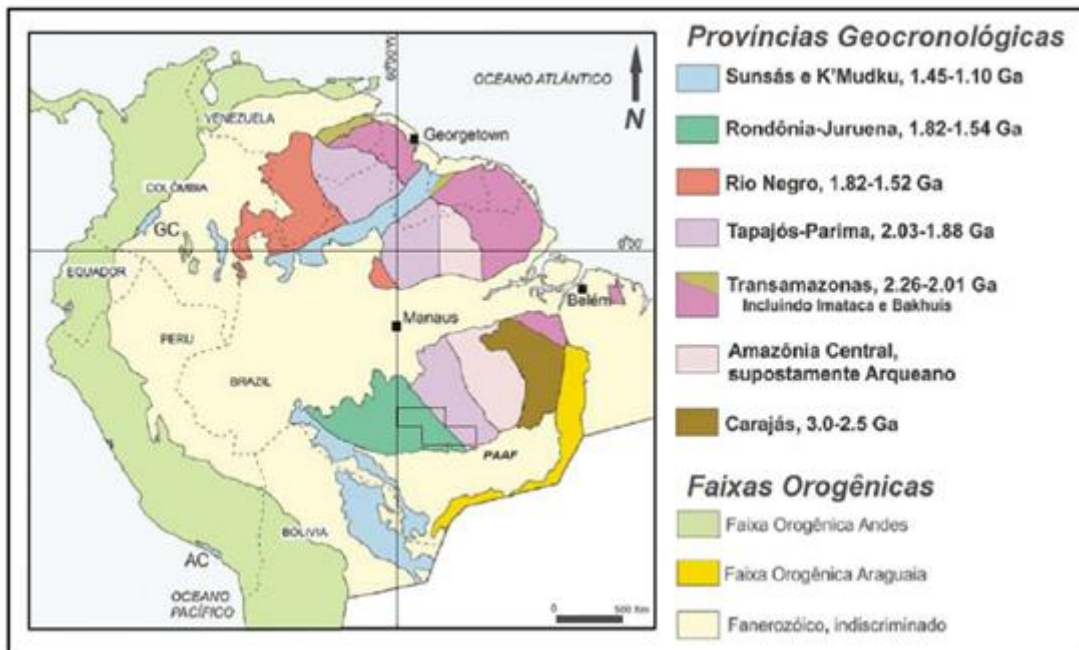 60°00'W
OCEANO ATLÂNTICO
N
VENEZUELA
Georgetown
COLÔMBIA
GC
0°00'
EQUADOR
Belém
Manaus
PERU
BRAZIL
PAAF
BOLIVIA
AC
OCEANO
PACÍFICO
0 500 Km
Províncias Geocronológicas
Sunsás e K'Mudku, 1.45-1.10 Ga
Rondônia-Juruena, 1.82-1.54 Ga
Rio Negro, 1.82-1.52 Ga
Tapajós-Parima, 2.03-1.88 Ga
Transamazonas, 2.26-2.01 Ga
Incluindo Imataca e Bakhuis
Amazônia Central,
supostamente Arqueano
Carajás, 3.0-2.5 Ga
Faixas Orogênicas
Faixa Orogênica Andes
Faixa Orogênica Araguaia
Fanerozóico, indiscriminado